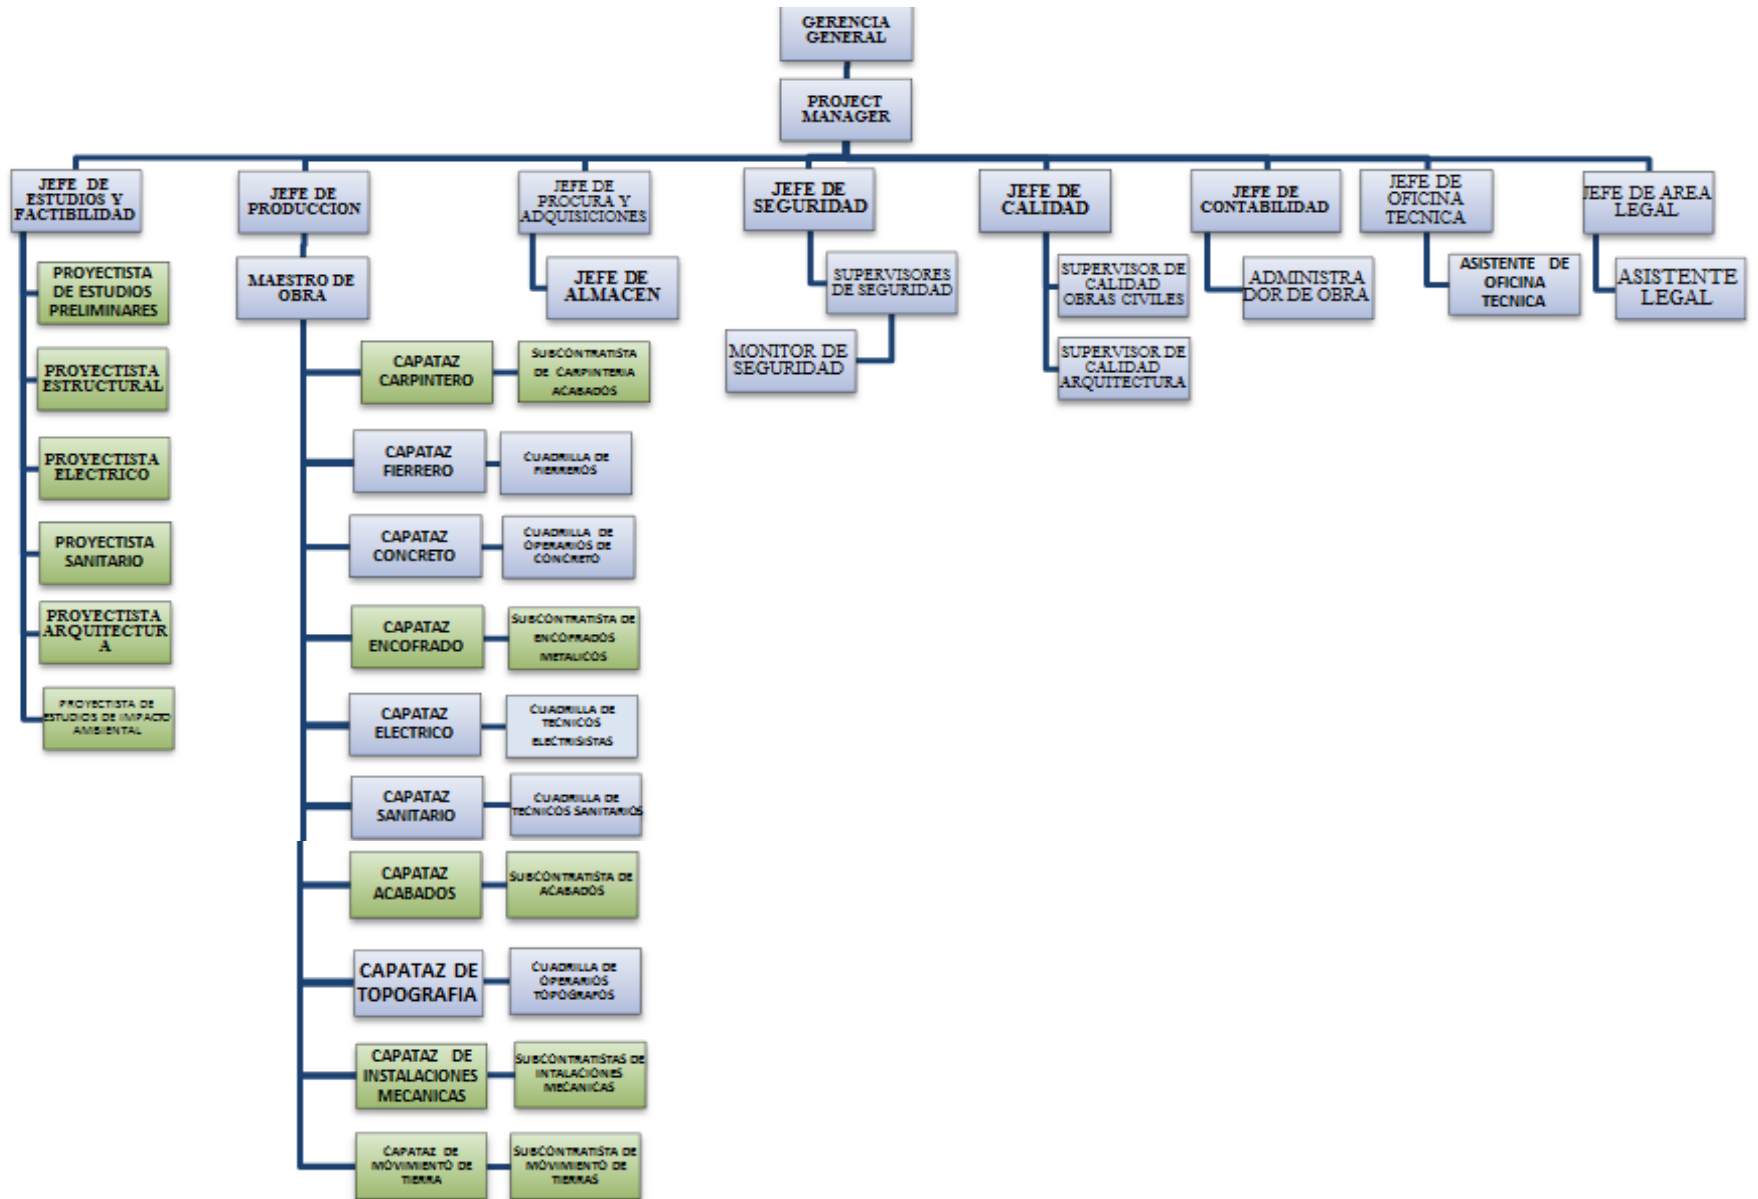 GERENCIA
GENERAL
PROJECT
MANAGER
JEFE DE
ESTUDIOS Y
FACTIBILIDAD
JEFE DE
PRODUCCION
JEFE DE
PROCURA Y
ADQUISICIONES
JEFE DE
SEGURIDAD
JEFE DE
CALIDAD
JEFE DE
CONTABILIDAD
JEFE DE
OFICINA
TECNICA
JEFE DE AREA
LEGAL
PROYECTISTA
DE ESTUDIOS
PRELIMINARES
PROYECTISTA
ESTRUCTURAL
PROYECTISTA
ELECTRICO
PROYECTISTA
SANITARIO
PROYECTISTA
ARQUITECTUR
A
PROYECTISTA DE
ESTUDIOS DE IMPACTO
AMBIENTAL
MAESTRO DE
OBRA
CAPATAZ
CARPINTERO
SUBCONTRATISTA
DE CARPINTERIA
ACABADOS
CAPATAZ
FIERRERO
CUADRILLA DE
FIERREROS
CAPATAZ
CONCRETO
CUADRILLA DE
OPERARIOS DE
CONCRETO
CAPATAZ
ENCOFRADO
SUBCONTRATISTA DE
ENCOFRADOS
METALICOS
CAPATAZ
ELECTRICO
CUADRILLA DE
TECNICOS
ELECTRISISTAS
CAPATAZ
SANITARIO
CUADRILLA DE
TECNICOS SANITARIOS
CAPATAZ
ACABADOS
SUBCONTRATISTA DE
ACABADOS
CAPATAZ DE
TOPOGRAFIA
CUADRILLA DE
OPERARIOS
TOPOGRAFOS
CAPATAZ DE
INSTALACIONES
MECANICAS
SUBCONTRATISTAS DE
INTALACIONES
MECANICAS
CAPATAZ DE
MOVIMIENTO DE
TIERRA
SUBCONTRATISTA DE
MOVIMIENTO DE
TIERRAS
JEFE DE
ALMACEN
SUPERVISORES
DE SEGURIDAD
MONITOR DE
SEGURIDAD
SUPERVISOR DE
CALIDAD
OBRAS CIVILES
SUPERVISOR DE
CALIDAD
ARQUITECTURA
ADMINISTRA
DOR DE OBRA
ASISTENTE DE
OFICINA
TECNICA
ASISTENTE
LEGAL